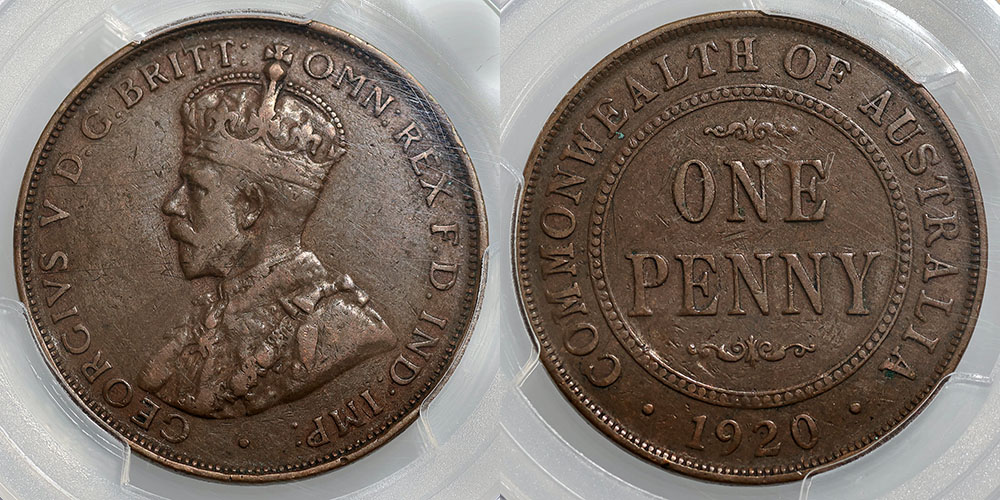 GEORGIVS V D.G. BRITT: OMN: REX F.D. IND: IMP:
COMMONWEALTH OF AUSTRALIA
ONE
PENNY
· 1920 ·